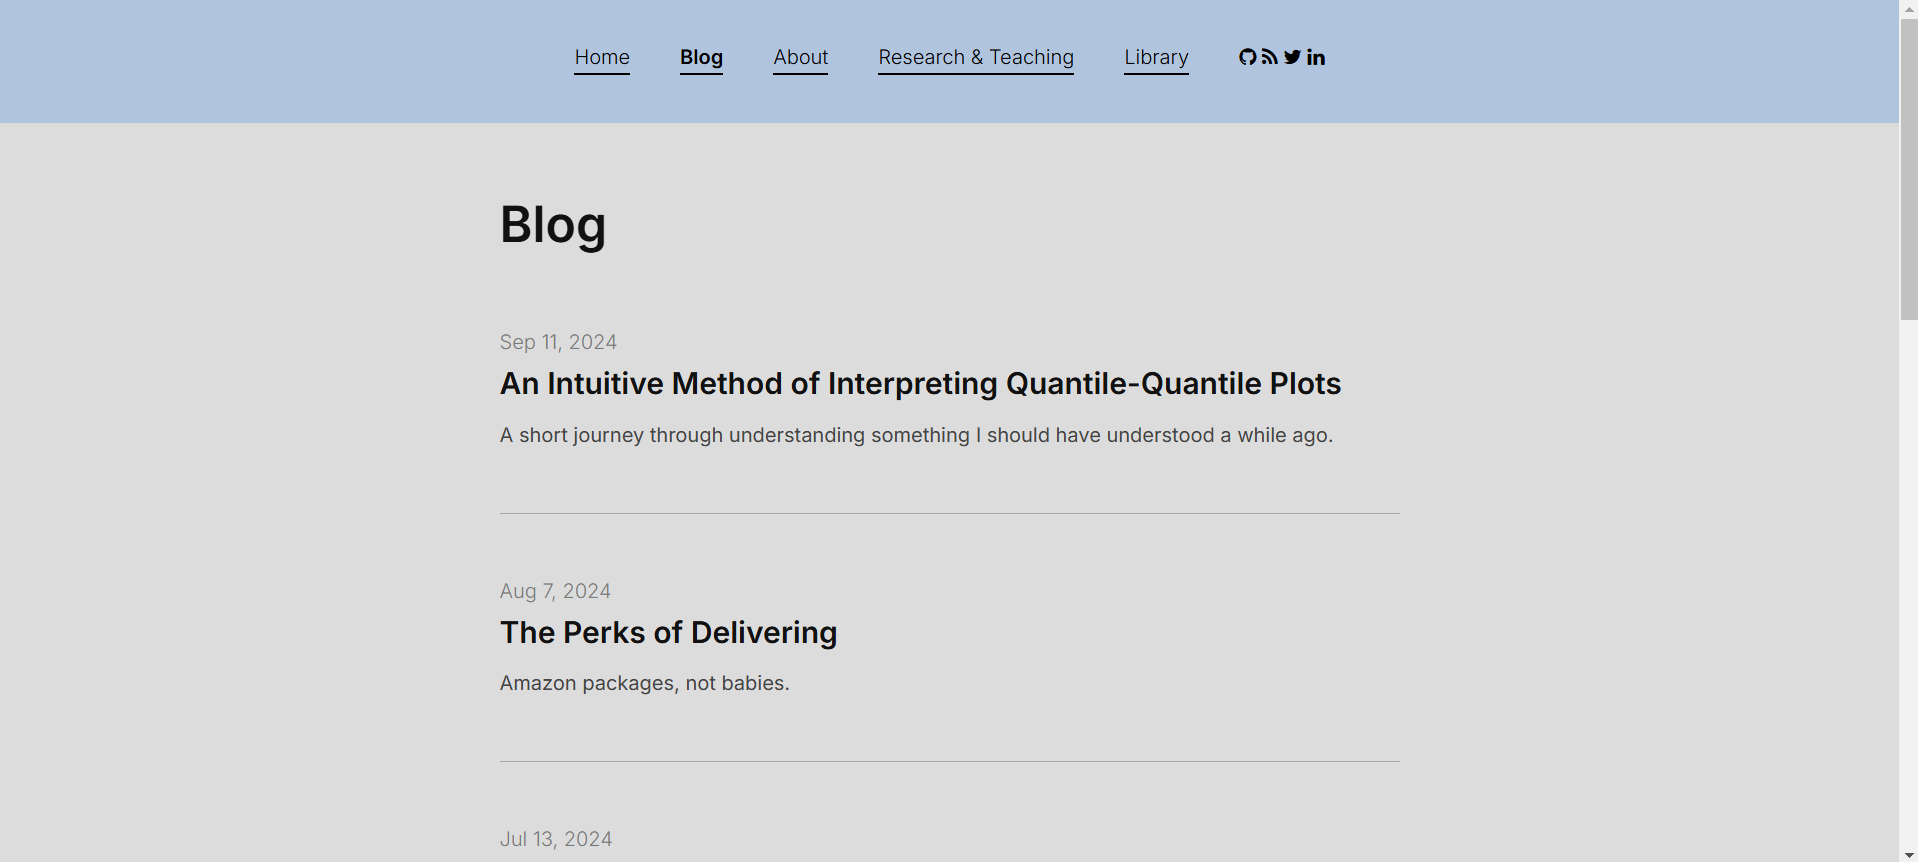 Home Blog About Research & Teaching Library
Blog
Sep 11, 2024
An Intuitive Method of Interpreting Quantile-Quantile Plots
A short journey through understanding something I should have understood a while ago.
Aug 7, 2024
The Perks of Delivering
Amazon packages, not babies.
Jul 13, 2024